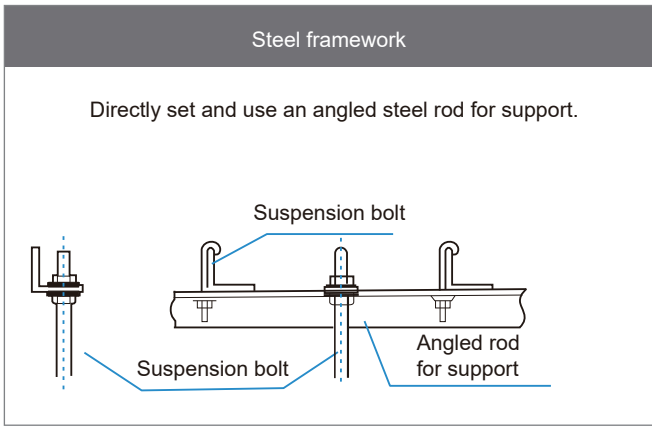 Steel framework
Directly set and use an angled steel rod for support.
Suspension bolt
Suspension bolt
Angled rod
for support